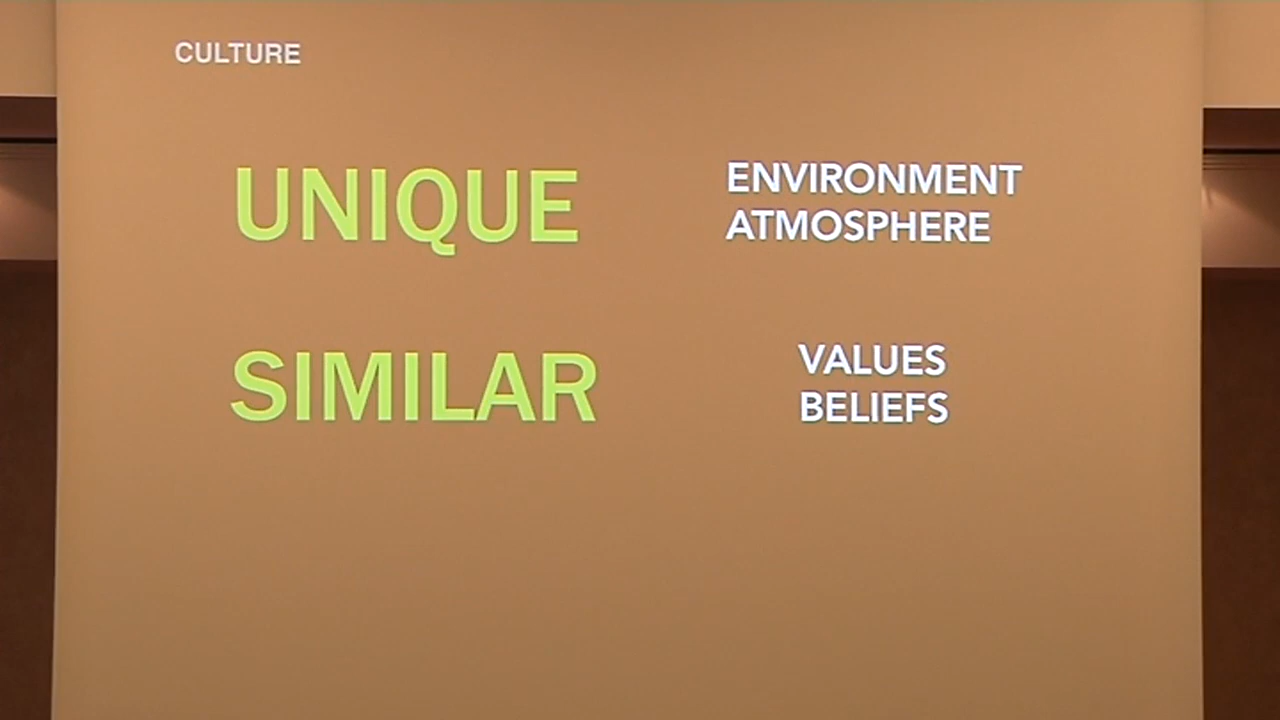 CULTURE
UNIQUE
ENVIRONMENT
ATMOSPHERE
SIMILAR
VALUES
BELIEFS